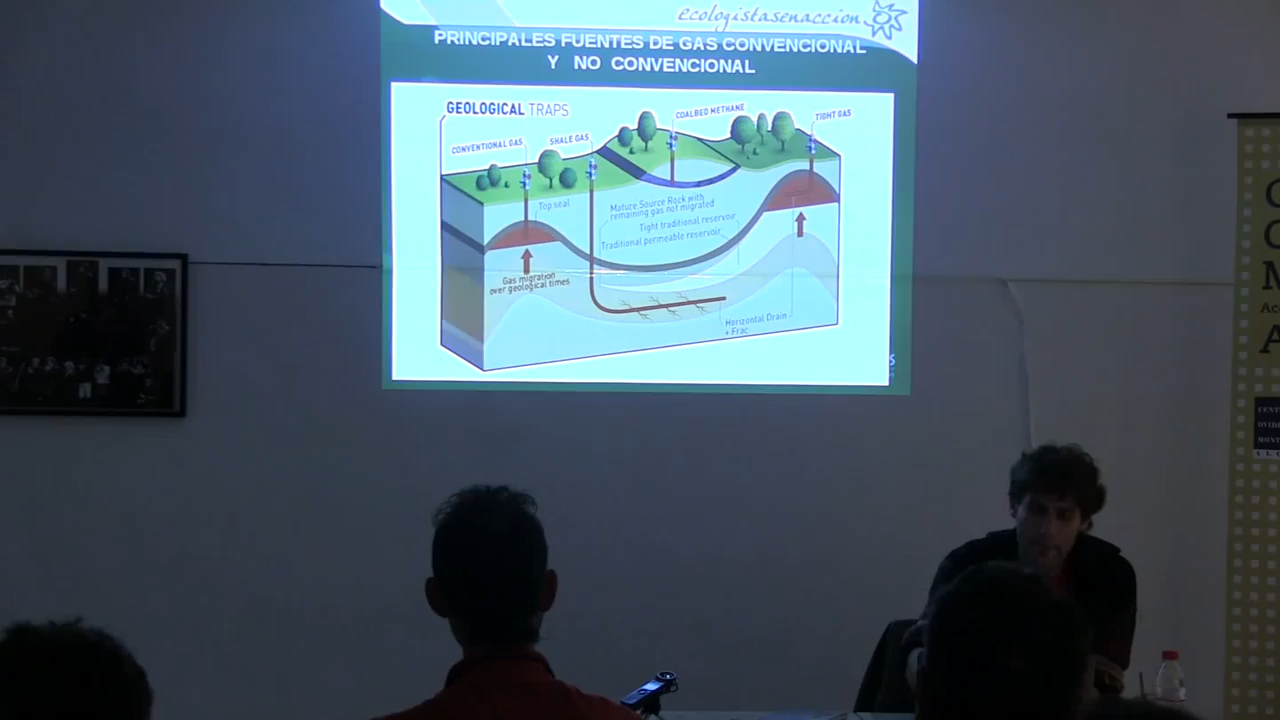 ecologistasenaccion
PRINCIPALES FUENTES DE GAS CONVENCIONAL
Y NO CONVENCIONAL
GEOLOGICAL TRAPS
CONVENTIONAL GAS
SHALE GAS
COALBED METHANE
TIGHT GAS
Top seal
Mature Source Rock with
remaining gas not migrated
Tight traditional reservoir
Traditional permeable reservoir
Gas migration
over geological times
Horizontal Drain
+ Frac